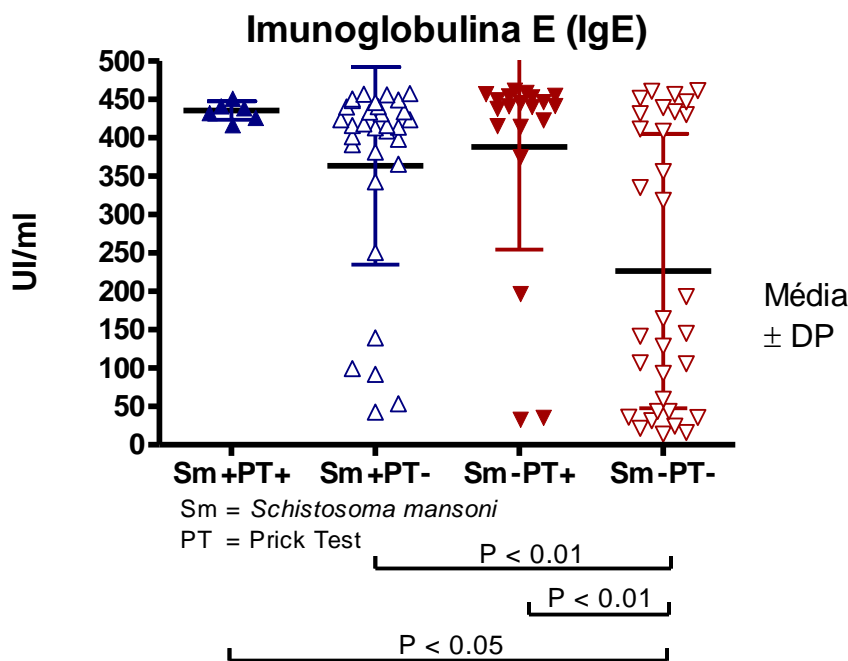 Imunoglobulina E (IgE)
UI/ml
500
450
400
350
300
250
200
150
100
50
0
Sm+PT+ Sm+PT- Sm-PT+ Sm-PT-
Média
± DP
Sm = Schistosoma mansoni
PT = Prick Test
P < 0.01
P < 0.01
P < 0.05